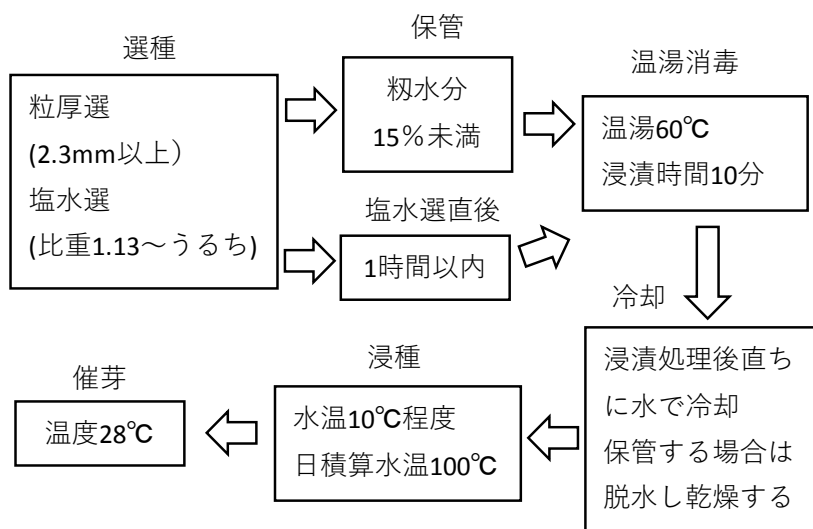 選種
粒厚選
(2.3mm以上）
塩水選
(比重1.13～うるち)
保管
籾水分
15％未満
塩水選直後
1時間以内
温湯消毒
温湯60℃
浸漬時間10分
冷却
浸漬処理後直ち
に水で冷却
保管する場合は
脱水し乾燥する
浸種
水温10℃程度
日積算水温100℃
催芽
温度28℃